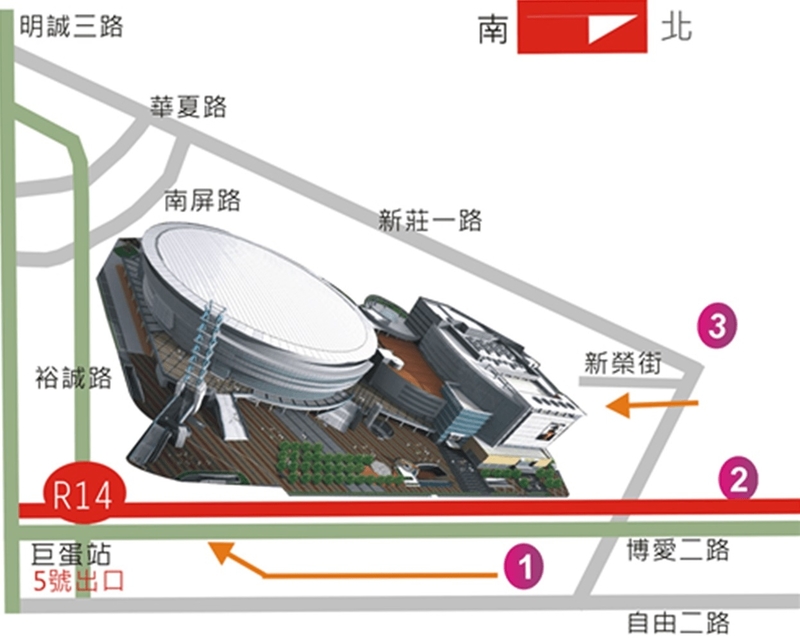 明誠三路
南
北
華夏路
南屏路
新莊一路
3
新榮街
裕誠路
2
R14
巨蛋站
5號出口
1
博愛二路
自由二路